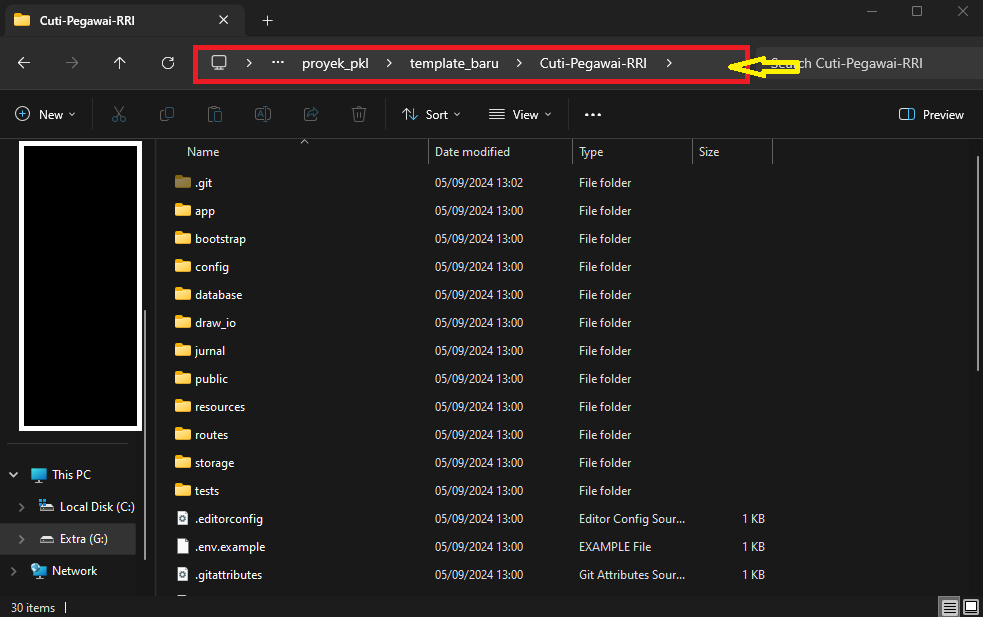 Cuti-Pegawai-RRI
... proyek_pkl template_baru Cuti-Pegawai-RRI Search Cuti-Pegawai-RRI
New Sort View ... Preview
Name Date modified Type Size
.git 05/09/2024 13:02 File folder
app 05/09/2024 13:00 File folder
bootstrap 05/09/2024 13:00 File folder
config 05/09/2024 13:00 File folder
database 05/09/2024 13:00 File folder
draw_io 05/09/2024 13:00 File folder
jurnal 05/09/2024 13:00 File folder
public 05/09/2024 13:00 File folder
resources 05/09/2024 13:00 File folder
routes 05/09/2024 13:00 File folder
storage 05/09/2024 13:00 File folder
tests 05/09/2024 13:00 File folder
.editorconfig 05/09/2024 13:00 Editor Config Sour... 1 KB
.env.example 05/09/2024 13:00 EXAMPLE File 1 KB
.gitattributes 05/09/2024 13:00 Git Attributes Sour... 1 KB
This PC
Local Disk (C:)
Extra (G:)
Network
30 items